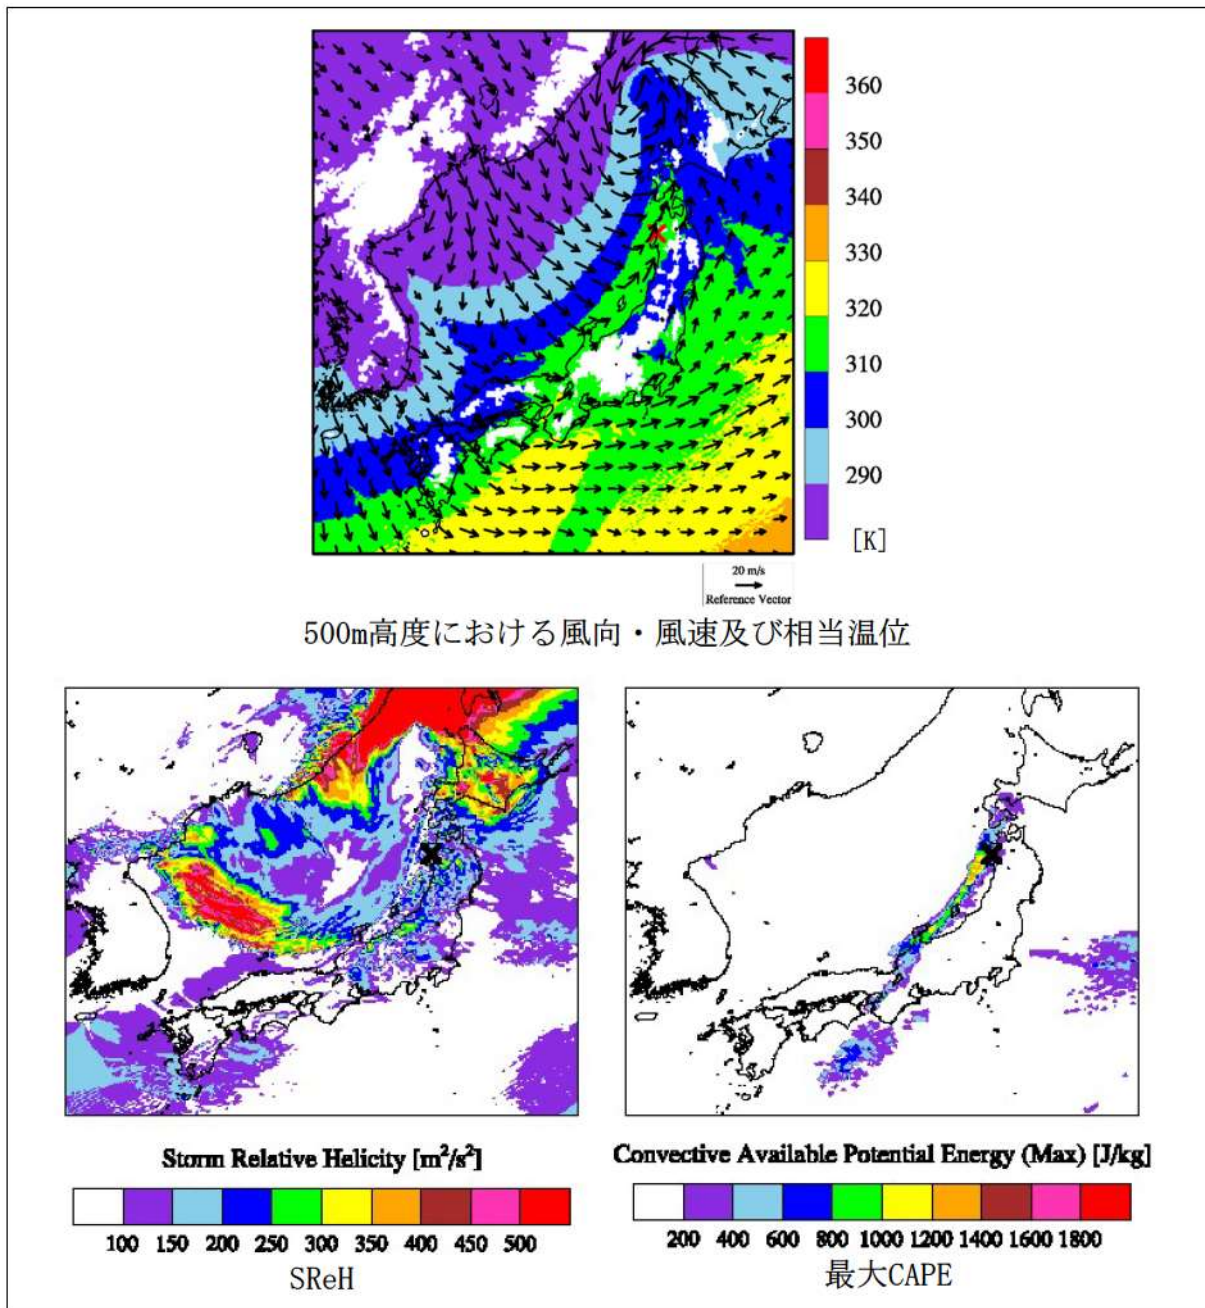 360
350
340
330
320
310
300
290
[K]
20 m/s
Reference Vector
500m高度における風向・風速及び相当温位
Storm Relative Helicity [m²/s²]
100 150 200 250 300 350 400 450 500
SReH
Convective Available Potential Energy (Max) [J/kg]
200 400 600 800 1000 1200 1400 1600 1800
最大CAPE